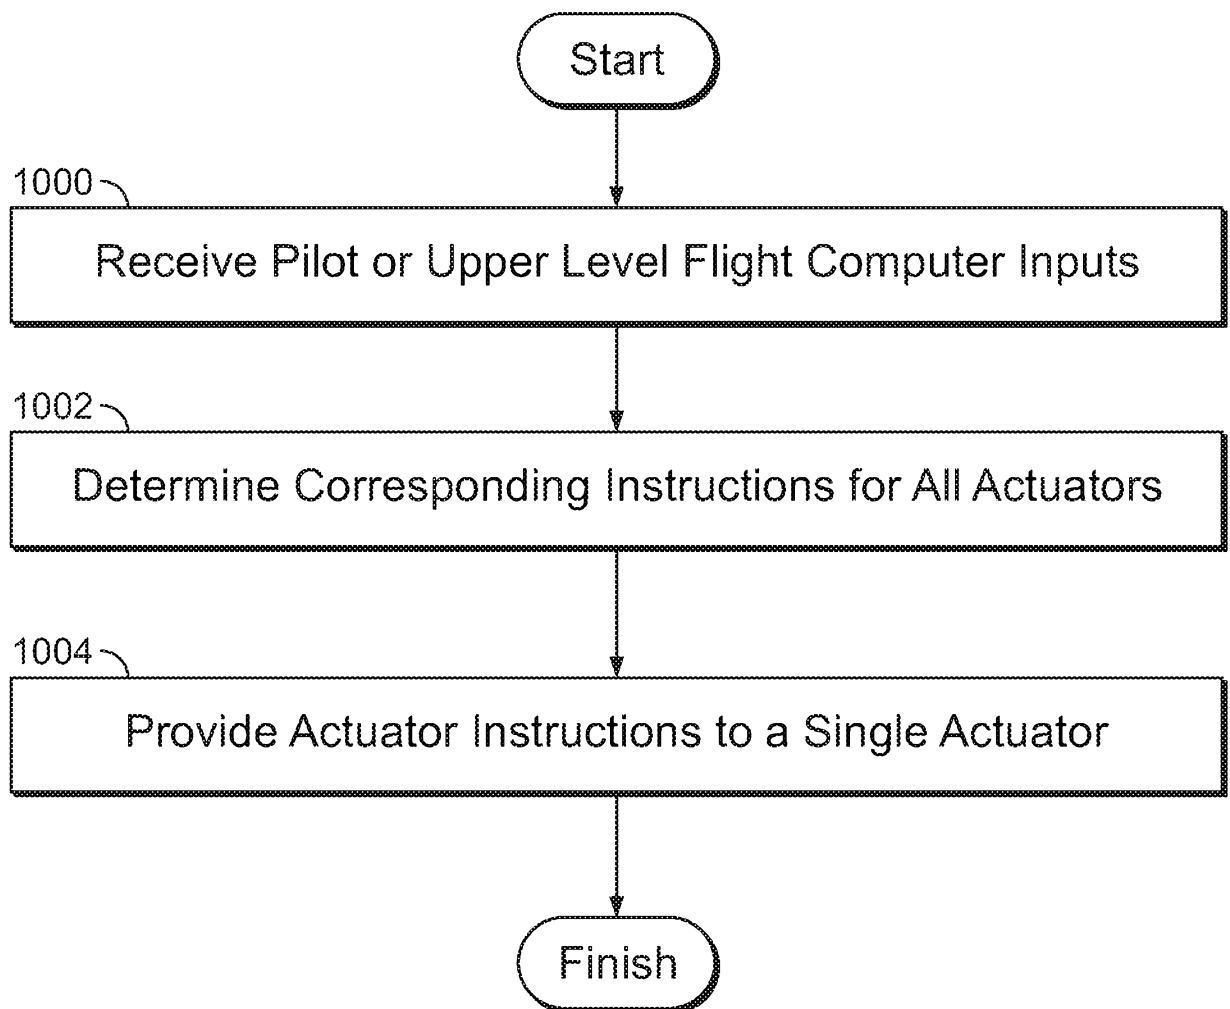 Start
1000
Receive Pilot or Upper Level Flight Computer Inputs
1002
Determine Corresponding Instructions for All Actuators
1004
Provide Actuator Instructions to a Single Actuator
Finish